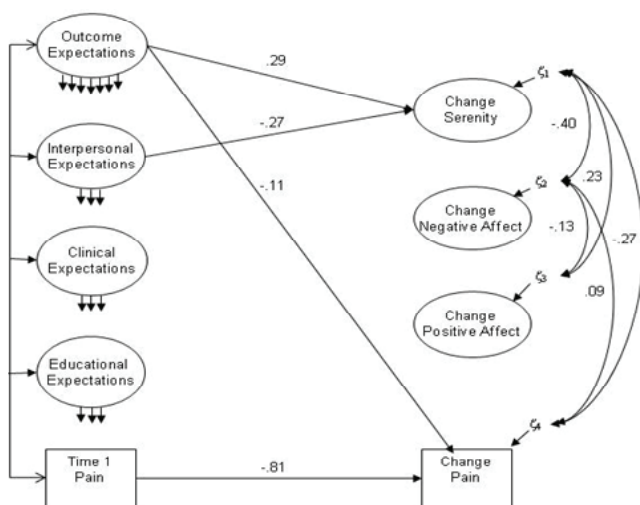 Outcome
Expectations
.29
ζ1
Change
Serenity
-.40
Interpersonal
Expectations
-.27
-.11
ζ2
.23
Change
Negative Affect
-.13
-.27
Clinical
Expectations
ζ3
.09
Change
Positive Affect
Educational
Expectations
ζ4
Time 1
Pain
-.81
Change
Pain